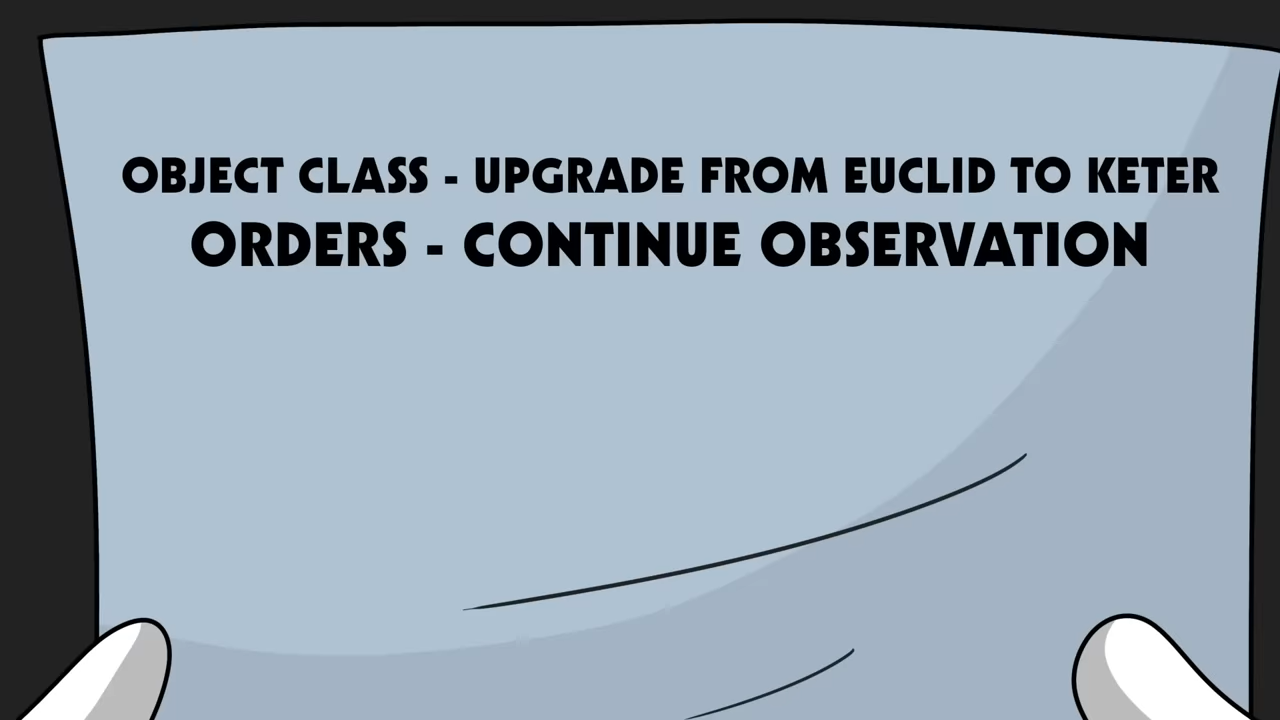 OBJECT CLASS - UPGRADE FROM EUCLID TO KETER
ORDERS - CONTINUE OBSERVATION